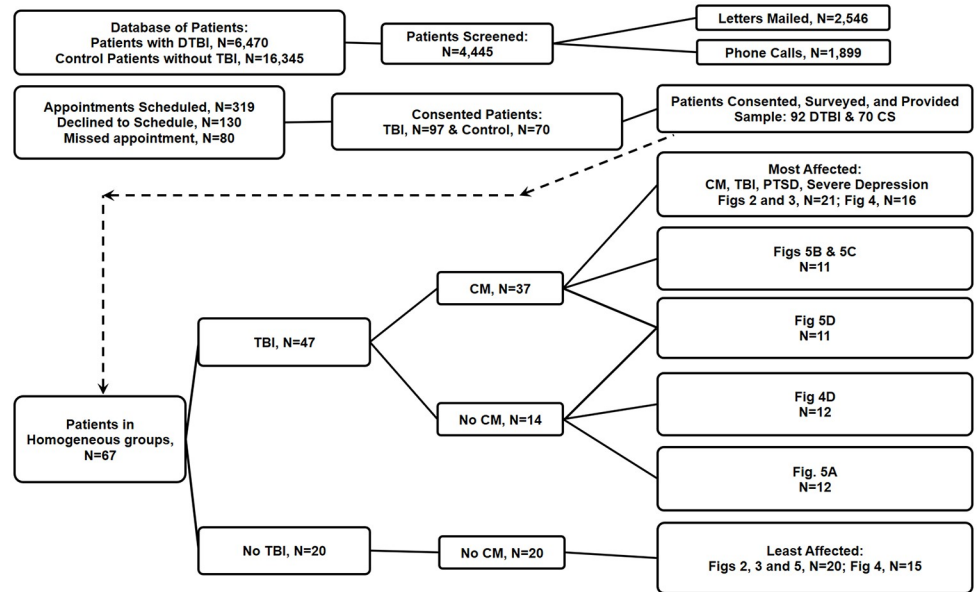 Database of Patients:
Patients with DTBI, N=6,470
Control Patients without TBI, N=16,345
Patients Screened:
N=4,445
Letters Mailed, N=2,546
Phone Calls, N=1,899
Appointments Scheduled, N=319
Declined to Schedule, N=130
Missed appointment, N=80
Consented Patients:
TBI, N=97 & Control, N=70
Patients Consented, Surveyed, and Provided
Sample: 92 DTBI & 70 CS
Most Affected:
CM, TBI, PTSD, Severe Depression
Figs 2 and 3, N=21; Fig 4, N=16
Figs 5B & 5C
N=11
CM, N=37
Fig 5D
N=11
TBI, N=47
Fig 4D
N=12
No CM, N=14
Patients in
Homogeneous groups,
N=67
Fig. 5A
N=12
No TBI, N=20
No CM, N=20
Least Affected:
Figs 2, 3 and 5, N=20; Fig 4, N=15